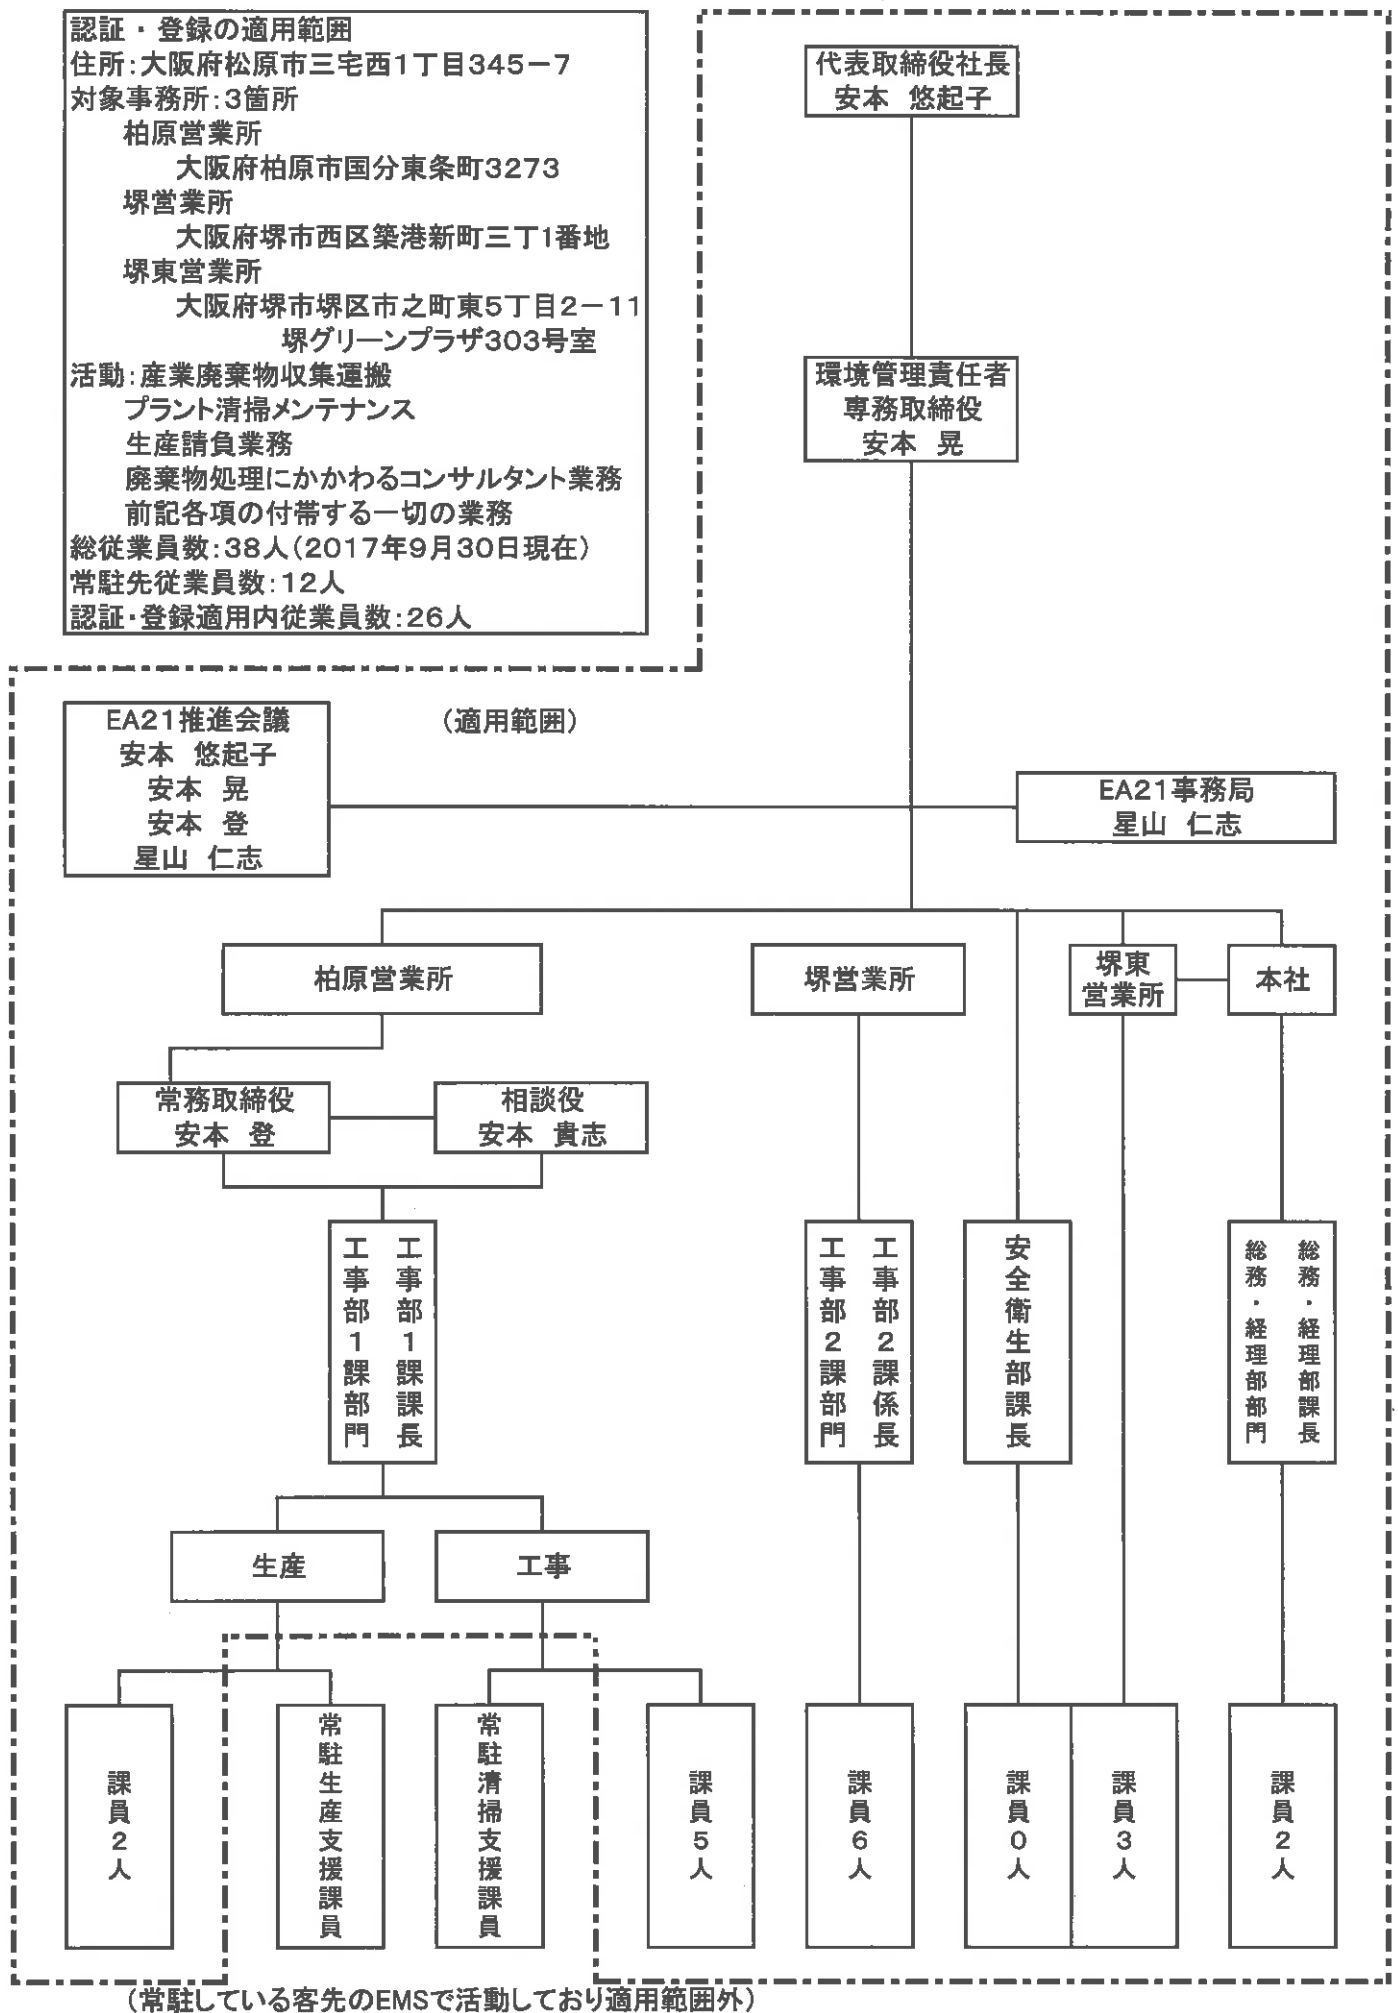 認証・登録の適用範囲
住所:大阪府松原市三宅西1丁目345-7
対象事務所:3箇所
柏原営業所
大阪府柏原市国分東条町3273
堺営業所
大阪府堺市西区築港新町三丁1番地
堺東営業所
大阪府堺市堺区市之町東5丁目2-11
堺グリーンプラザ303号室
活動:産業廃棄物収集運搬
プラント清掃メンテナンス
生産請負業務
廃棄物処理にかかわるコンサルタント業務
前記各項の付帯する一切の業務
総従業員数:38人(2017年9月30日現在)
常駐先従業員数:12人
認証・登録適用内従業員数:26人
代表取締役社長
安本 悠起子
環境管理責任者
専務取締役
安本 晃
EA21推進会議
安本 悠起子
安本 晃
安本 登
星山 仁志
(適用範囲)
EA21事務局
星山 仁志
柏原営業所
堺営業所
堺東
営業所
本社
常務取締役
安本 登
相談役
安本 貴志
工事部1課課長
工事部1課部門
工事部2課係長
工事部2課部門
安全衛生部課長
総務・経理部課長
総務・経理部部門
生産
工事
課員2人
常駐生産支援課員
常駐清掃支援課員
課員5人
課員6人
課員0人
課員3人
課員2人
(常駐している客先のEMSで活動しており適用範囲外)